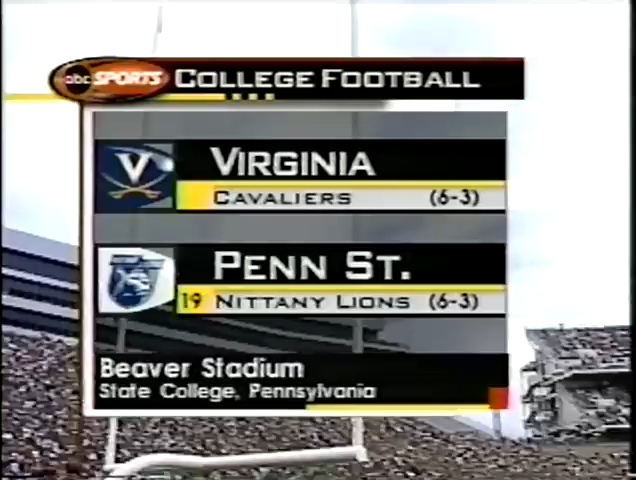 abc SPORTS COLLEGE FOOTBALL
V VIRGINIA
CAVALIERS (6-3)
PENN ST.
19 NITTANY LIONS (6-3)
Beaver Stadium
State College, Pennsylvania